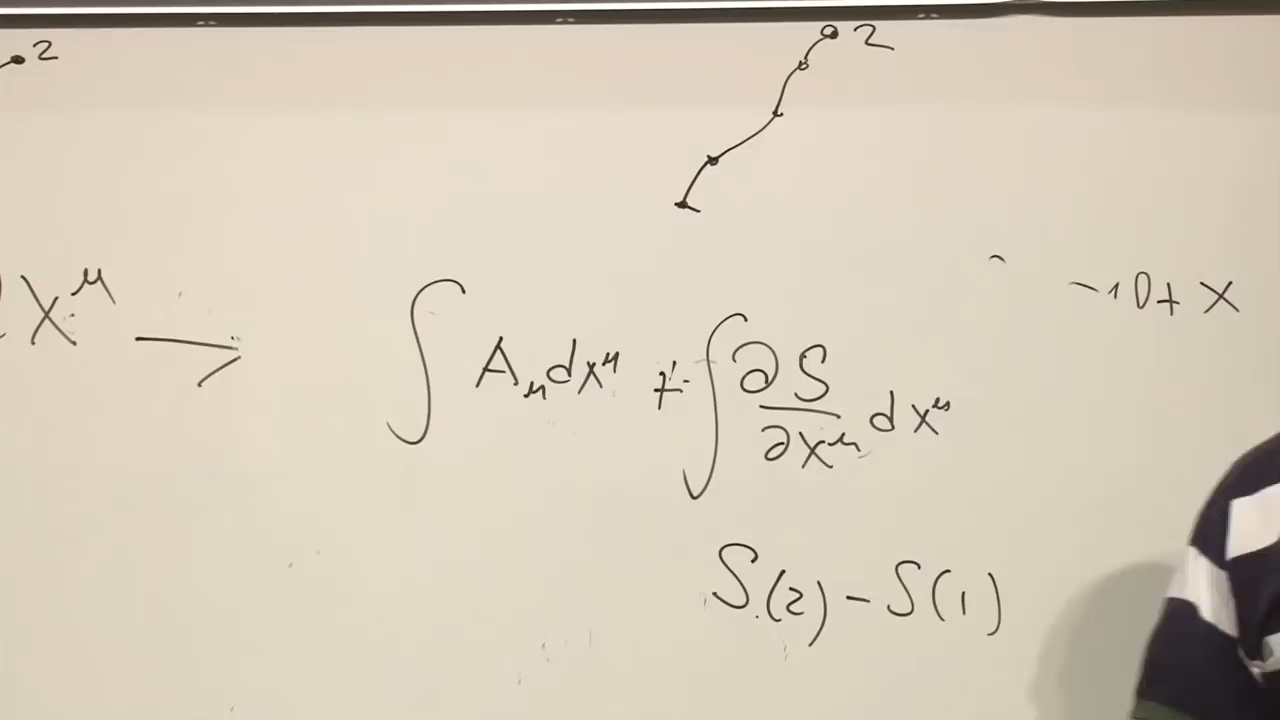 2
2
X^μ → ∫ A_μ dx^μ + ∫ ∂S/∂x^μ dx^μ
S(2) - S(1)